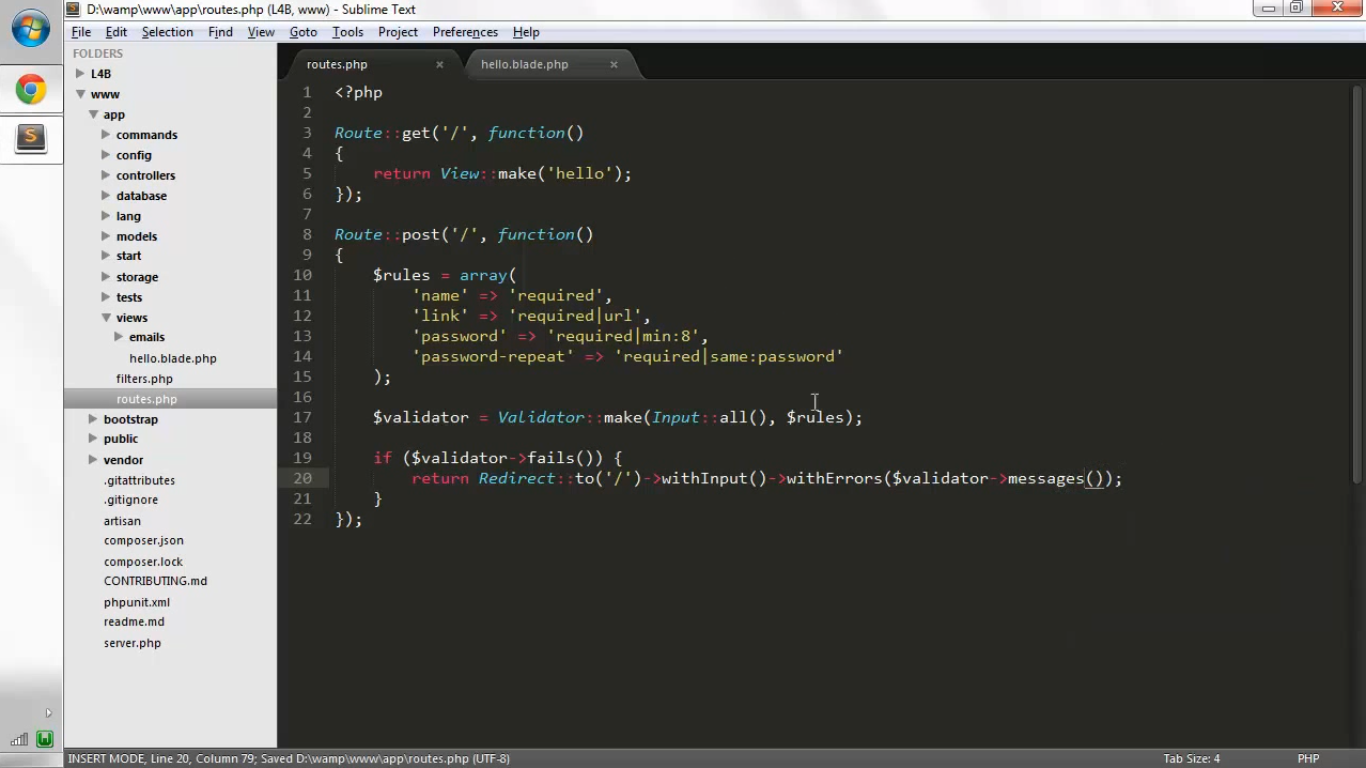 D:\wamp\www\app\routes.php (L4B, www) - Sublime Text
File Edit Selection Find View Goto Tools Project Preferences Help
FOLDERS
L4B
www
app
commands
config
controllers
database
lang
models
start
storage
tests
views
emails
hello.blade.php
filters.php
routes.php
bootstrap
public
vendor
.gitattributes
.gitignore
artisan
composer.json
composer.lock
CONTRIBUTING.md
phpunit.xml
readme.md
server.php
routes.php × hello.blade.php ×
1 <?php
2
3 Route::get('/', function()
4 {
5 return View::make('hello');
6 });
7
8 Route::post('/', function()
9 {
10 $rules = array(
11 'name' => 'required',
12 'link' => 'required|url',
13 'password' => 'required|min:8',
14 'password-repeat' => 'required|same:password'
15 );
16
17 $validator = Validator::make(Input::all(), $rules);
18
19 if ($validator->fails()) {
20 return Redirect::to('/')->withInput()->withErrors($validator->messages());
21 }
22 });
INSERT MODE, Line 20, Column 79; Saved D:\wamp\www\app\routes.php (UTF-8)
Tab Size: 4
PHP